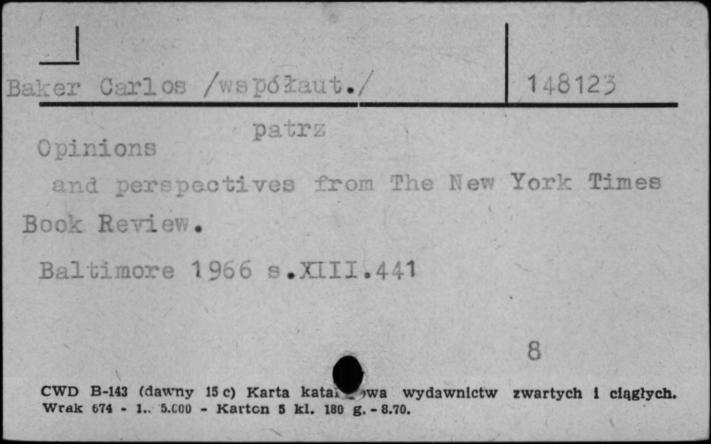 Baker Carlos /współaut./ 148123
patrz
Opinions
and perspectives from The New York Times
Book Review.
Baltimore 1966 s.XIII.441
8
CWD B-143 (dawny 15 c) Karta wydawnictw zwartych i ciągłych.
Wrak 674 - 1.. 5.000 - Karton 5 kl. 180 g. - 8.70.